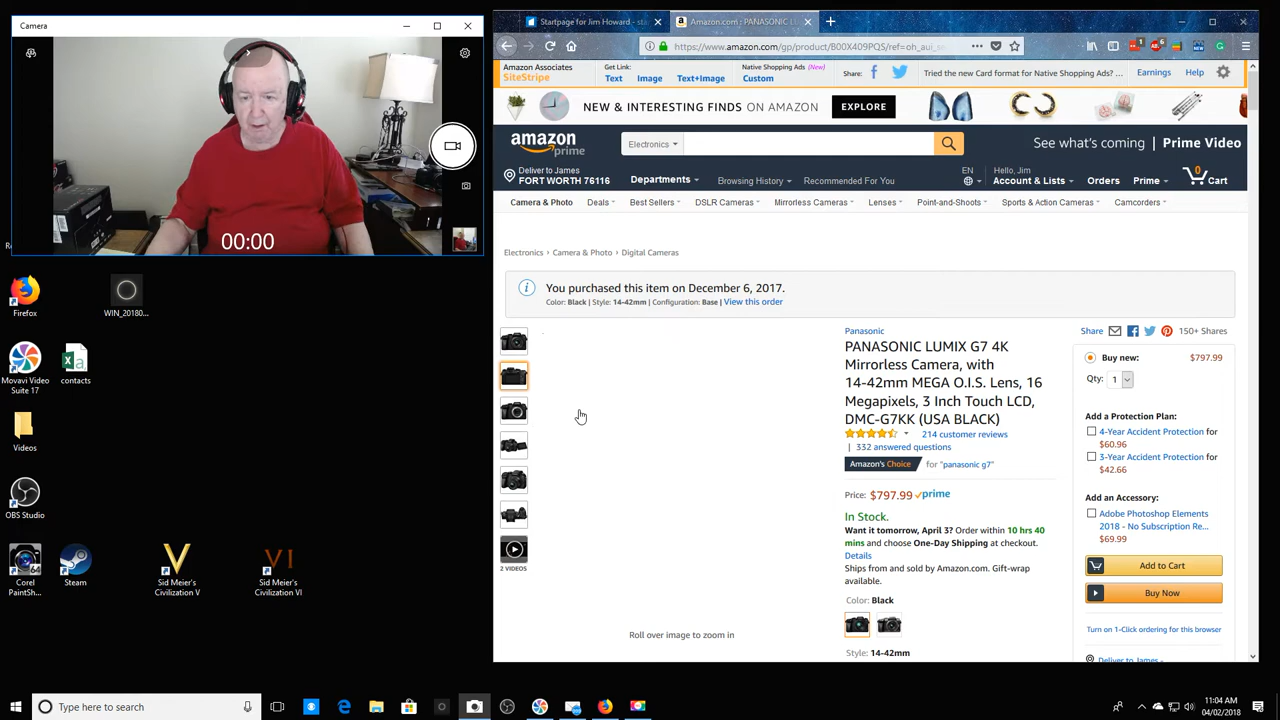 Camera
00:00
Firefox
WIN_20180...
Movavi Video
Suite 17
contacts
Videos
OBS Studio
Corel
PaintSh...
Steam
Sid Meier's
Civilization V
Sid Meier's
Civilization VI
Startpage for Jim Howard - sta
Amazon.com : PANASONIC LU
https://www.amazon.com/gp/product/B00X409PQS/ref=oh_aui_se
Amazon Associates
SiteStripe
Get Link:
Text
Image
Text+Image
Native Shopping Ads (New)
Custom
Share:
Tried the new Card format for Native Shopping Ads? ...
Earnings
Help
NEW & INTERESTING FINDS ON AMAZON
EXPLORE
amazon
prime
Electronics
See what's coming
Prime Video
Deliver to James
FORT WORTH 76116
Departments
Browsing History
Recommended For You
EN
Hello, Jim
Account & Lists
Orders
Prime
0
Cart
Camera & Photo
Deals
Best Sellers
DSLR Cameras
Mirrorless Cameras
Lenses
Point-and-Shoots
Sports & Action Cameras
Camcorders
Electronics › Camera & Photo › Digital Cameras
You purchased this item on December 6, 2017.
Color: Black | Style: 14-42mm | Configuration: Base | View this order
2 VIDEOS
Roll over image to zoom in
Panasonic
PANASONIC LUMIX G7 4K
Mirrorless Camera, with
14-42mm MEGA O.I.S. Lens, 16
Megapixels, 3 Inch Touch LCD,
DMC-G7KK (USA BLACK)
214 customer reviews
| 332 answered questions
Amazon's Choice
for "panasonic g7"
Price: $797.99 prime
In Stock.
Want it tomorrow, April 3? Order within 10 hrs 40
mins and choose One-Day Shipping at checkout.
Details
Ships from and sold by Amazon.com. Gift-wrap
available.
Color: Black
Style: 14-42mm
Share
150+ Shares
Buy new:
$797.99
Qty: 1
Add a Protection Plan:
4-Year Accident Protection for
$60.96
3-Year Accident Protection for
$42.66
Add an Accessory:
Adobe Photoshop Elements
2018 - No Subscription Re...
$69.99
Add to Cart
Buy Now
Turn on 1-Click ordering for this browser
Deliver to James -
Type here to search
11:04 AM
04/02/2018